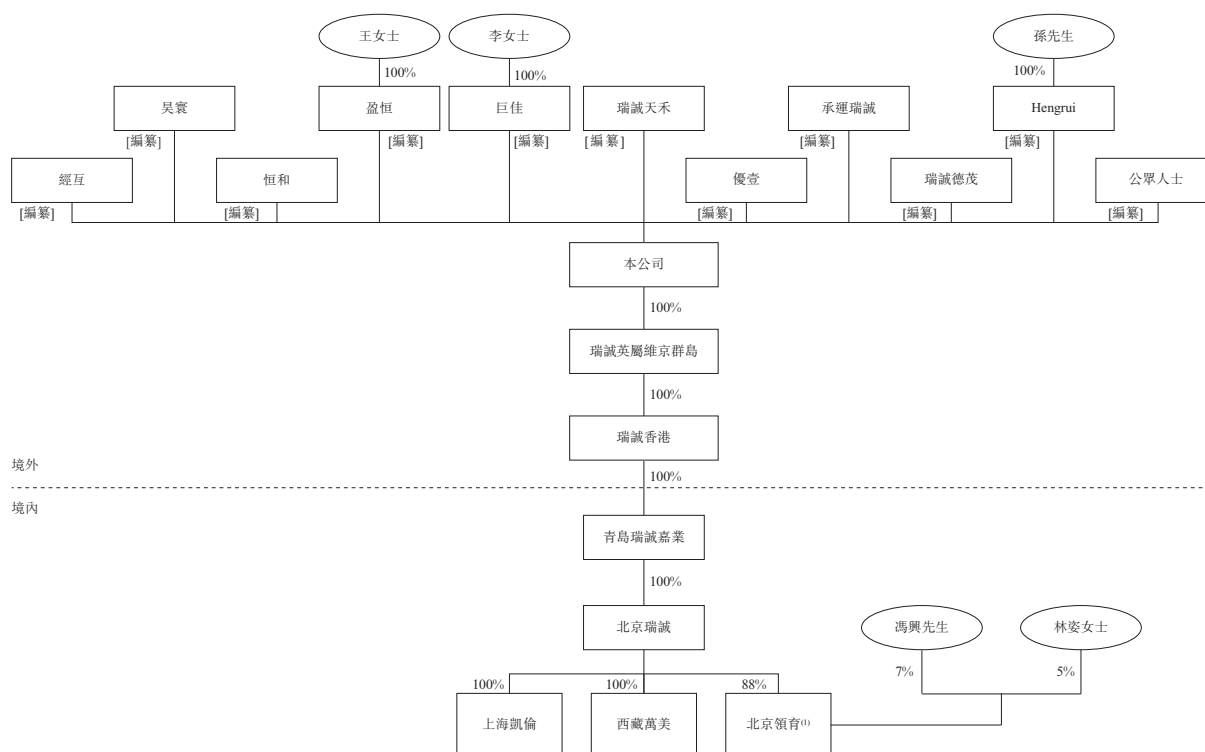 王女士
李女士
孫先生
100%
100%
100%
昊寰
盈恒
巨佳
瑞誠天禾
承運瑞誠
Hengrui
[編纂]
[編纂]
[編纂]
[編纂]
[編纂]
[編纂]
經互
恒和
優壹
瑞誠德茂
公眾人士
[編纂]
[編纂]
[編纂]
[編纂]
[編纂]
本公司
100%
瑞誠英屬維京群島
100%
瑞誠香港
境外
100%
境內
青島瑞誠嘉業
100%
北京瑞誠
馮興先生
林姿女士
100%
100%
88%
7%
5%
上海凱倫
西藏萬美
北京領育(1)